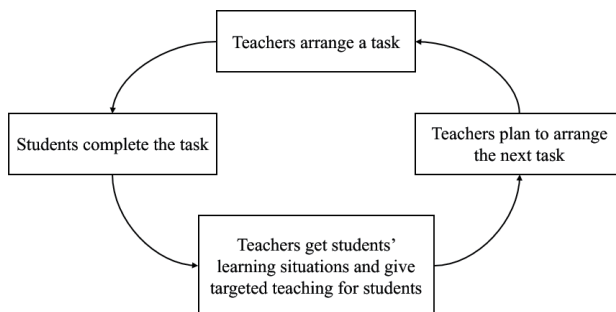 Teachers arrange a task
Students complete the task
Teachers plan to arrange
the next task
Teachers get students’
learning situations and give
targeted teaching for students